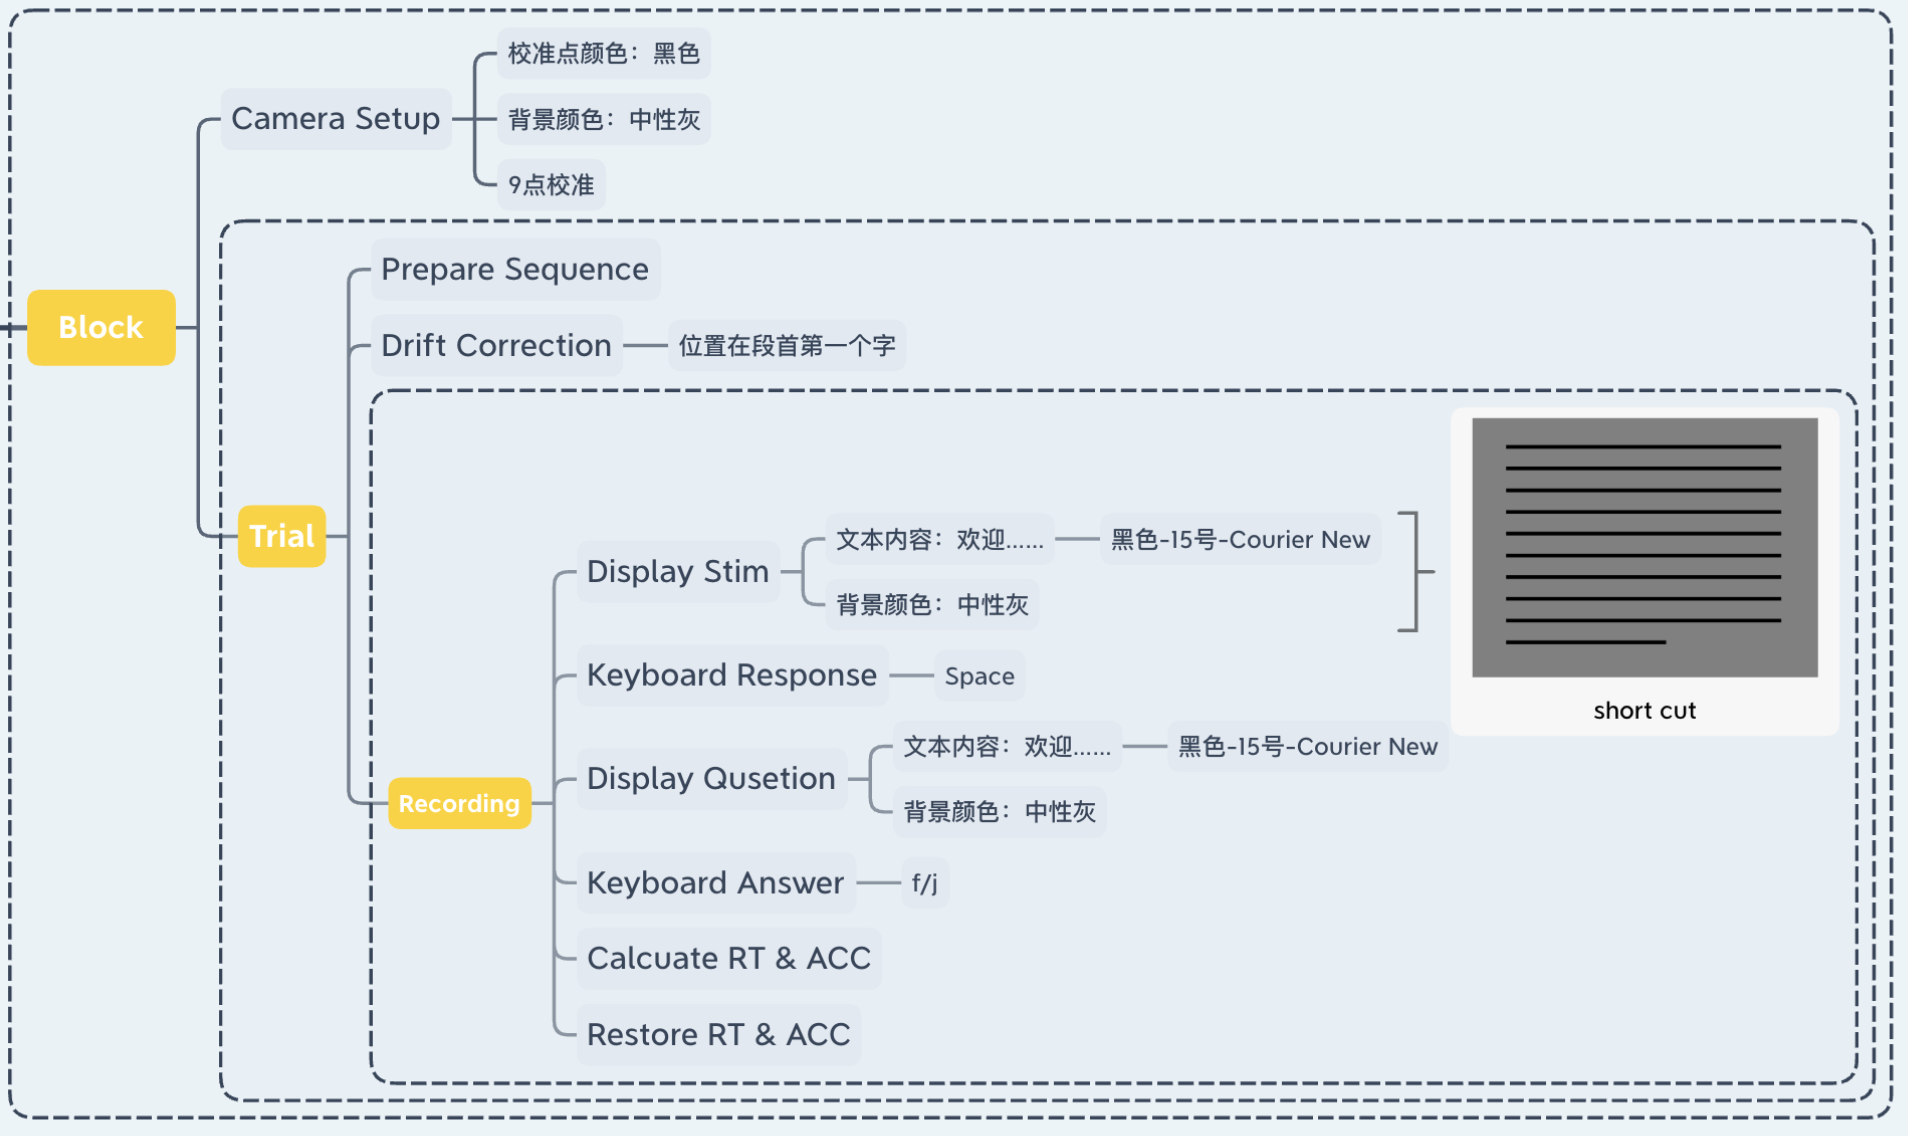 校准点颜色：黑色
Camera Setup
背景颜色：中性灰
9点校准
Block
Trial
Prepare Sequence
Drift Correction
位置在段首第一个字
Recording
Display Stim
文本内容：欢迎……
黑色-15号-Courier New
背景颜色：中性灰
short cut
Keyboard Response
Space
Display Qusetion
文本内容：欢迎……
黑色-15号-Courier New
背景颜色：中性灰
Keyboard Answer
f/j
Calcuate RT & ACC
Restore RT & ACC